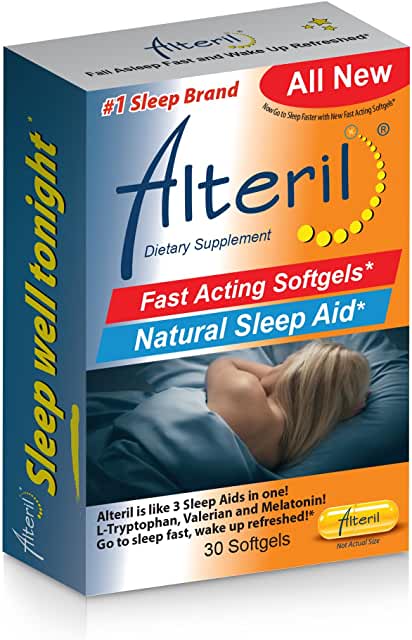 Alteril®
Fall Asleep Fast and Wake Up Refreshed*
#1 Sleep Brand
All New
Now Go to Sleep Faster with New Fast Acting Softgels*
Alteril®
Dietary Supplement
Fast Acting Softgels*
Natural Sleep Aid*
Alteril is like 3 Sleep Aids in one!
L-Tryptophan, Valerian and Melatonin!
Go to sleep fast, wake up refreshed!*
30 Softgels
Alteril
Not Actual Size
Sleep well tonight*
Alteril